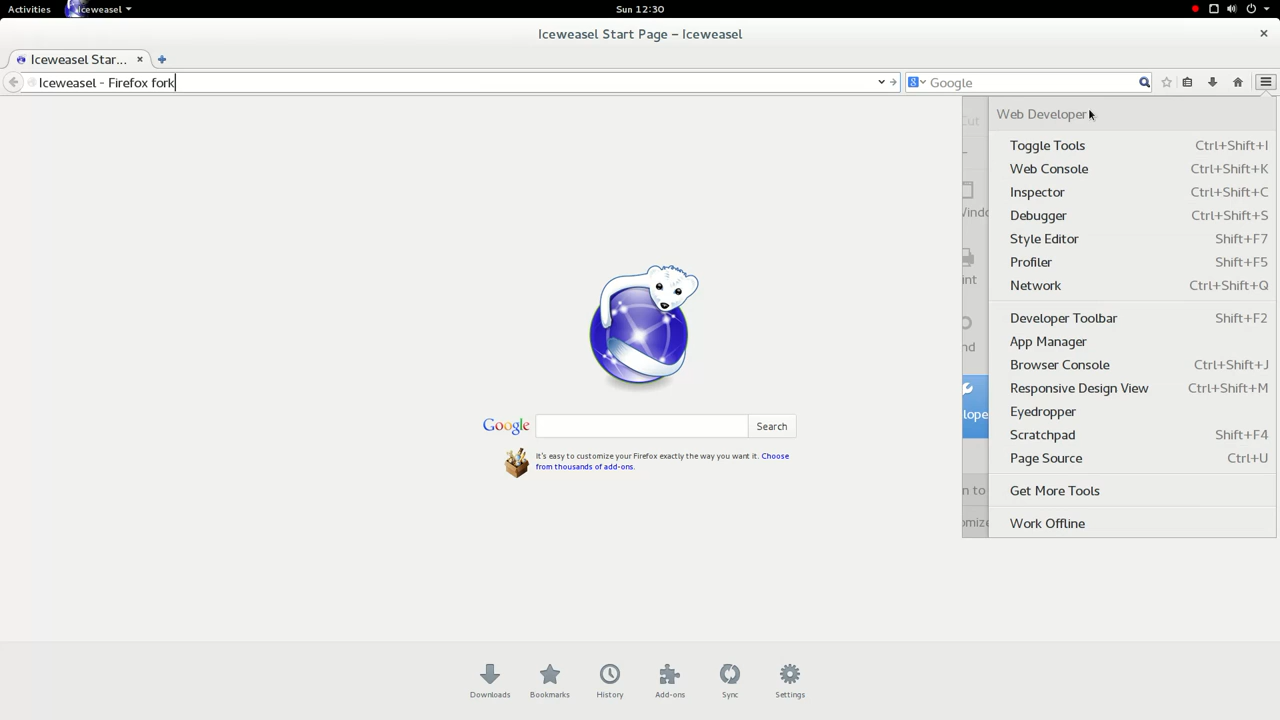 Activities Iceweasel Sun 12:30
Iceweasel Start Page – Iceweasel
Iceweasel Star...
Iceweasel - Firefox fork Google
Cut
Web Developer
Toggle Tools Ctrl+Shift+I
Web Console Ctrl+Shift+K
Inspector Ctrl+Shift+C
Debugger Ctrl+Shift+S
Style Editor Shift+F7
Profiler Shift+F5
Network Ctrl+Shift+Q
Developer Toolbar Shift+F2
App Manager
Browser Console Ctrl+Shift+J
Responsive Design View Ctrl+Shift+M
Eyedropper
Scratchpad Shift+F4
Page Source Ctrl+U
Get More Tools
Work Offline
Google Search
It's easy to customize your Firefox exactly the way you want it. Choose
from thousands of add-ons.
Downloads Bookmarks History Add-ons Sync Settings